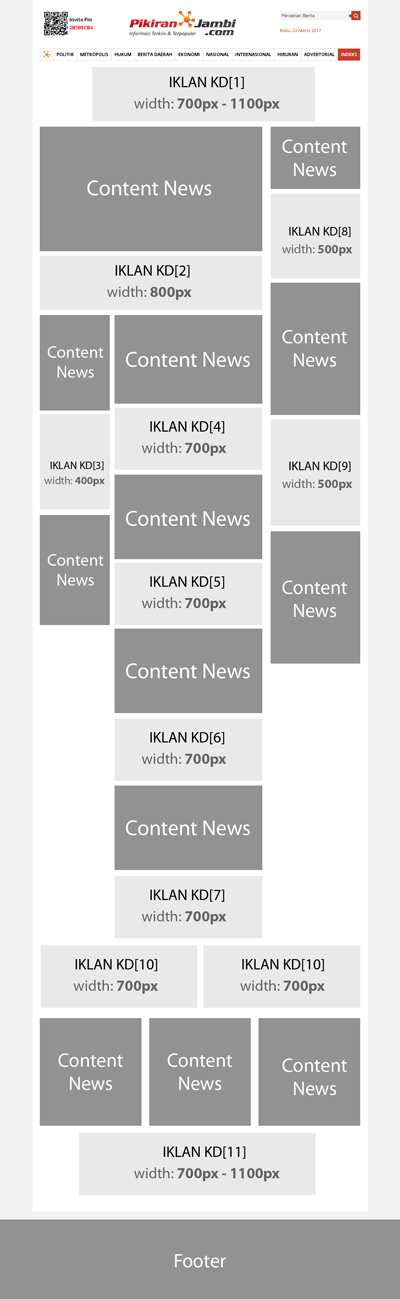 Invite Pin
2B5BECB4
Pikiran Jambi
.com
Informasi Terkini & Terpopuler
Pencarian Berita
Rabu, 22 Maret 2017
POLITIK METROPOLIS HUKUM BERITA DAERAH EKONOMI NASIONAL INTERNASIONAL HIBURAN ADVERTORIAL INDEKS
IKLAN KD[1]
width: 700px - 1100px
Content News
Content
News
IKLAN KD[8]
width: 500px
IKLAN KD[2]
width: 800px
Content
News
Content
News
Content News
IKLAN KD[4]
width: 700px
IKLAN KD[3]
width: 400px
IKLAN KD[9]
width: 500px
Content News
Content
News
Content
News
IKLAN KD[5]
width: 700px
Content News
IKLAN KD[6]
width: 700px
Content News
IKLAN KD[7]
width: 700px
IKLAN KD[10]
width: 700px
IKLAN KD[10]
width: 700px
Content
News
Content
News
Content
News
IKLAN KD[11]
width: 700px - 1100px
Footer